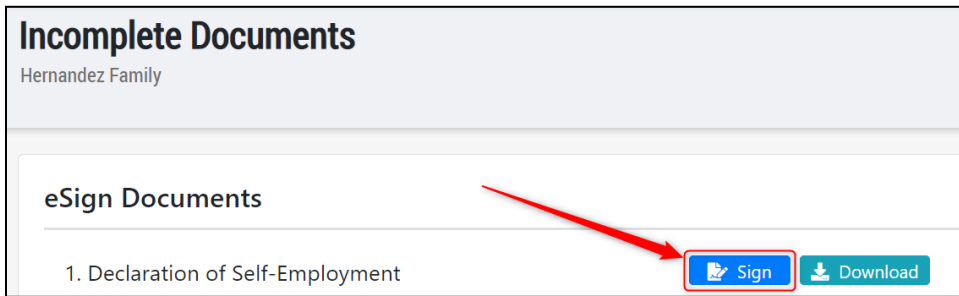 Incomplete Documents
Hernandez Family
eSign Documents
1. Declaration of Self-Employment Sign Download